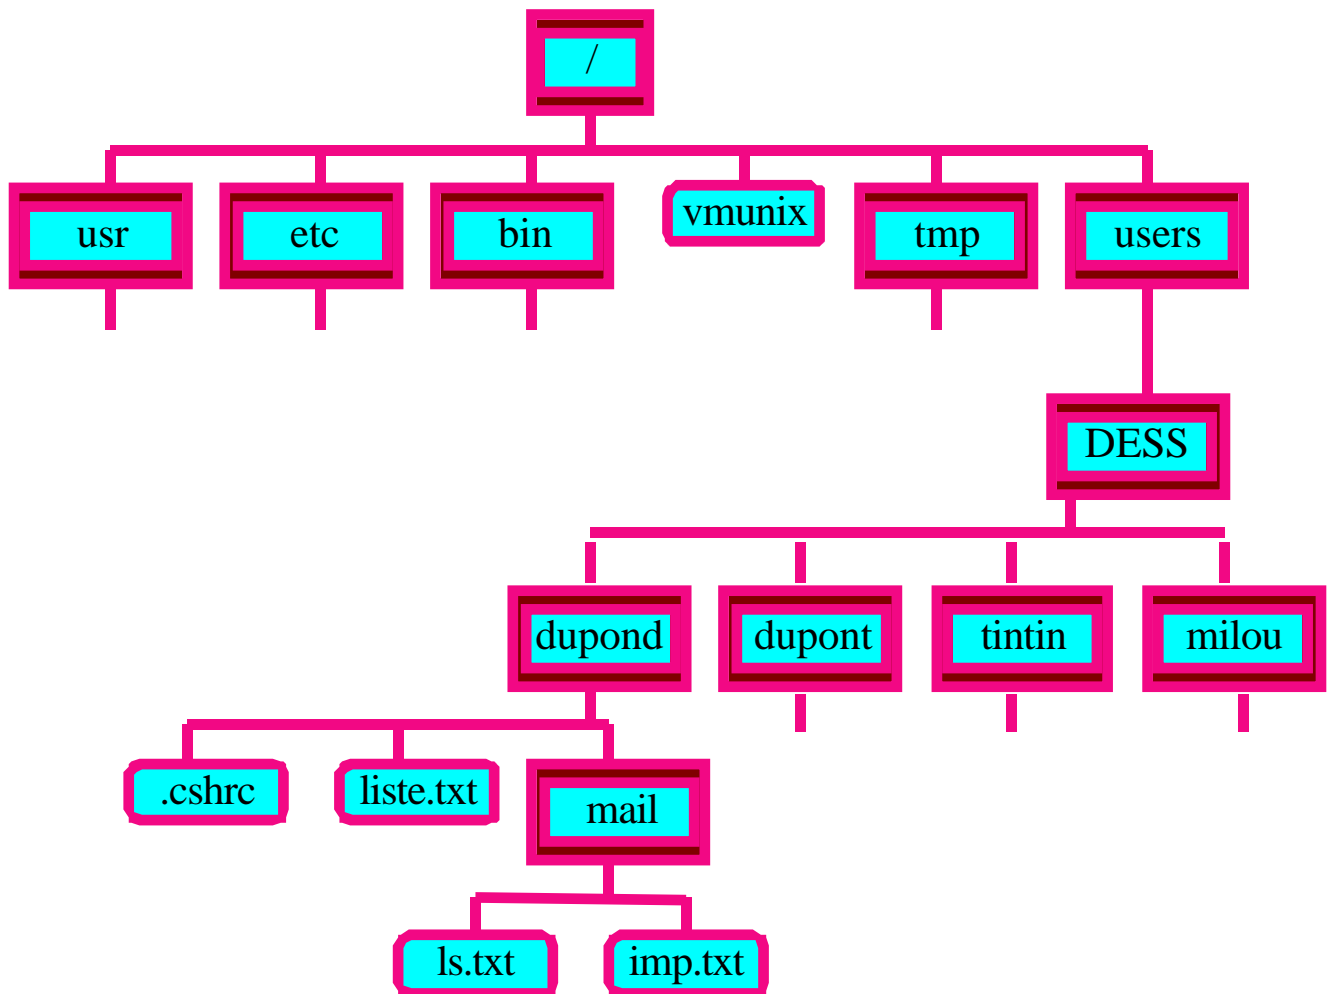 /
usr
etc
bin
vmunix
tmp
users
DESS
dupond
dupont
tintin
milou
.cshrc
liste.txt
mail
ls.txt
imp.txt